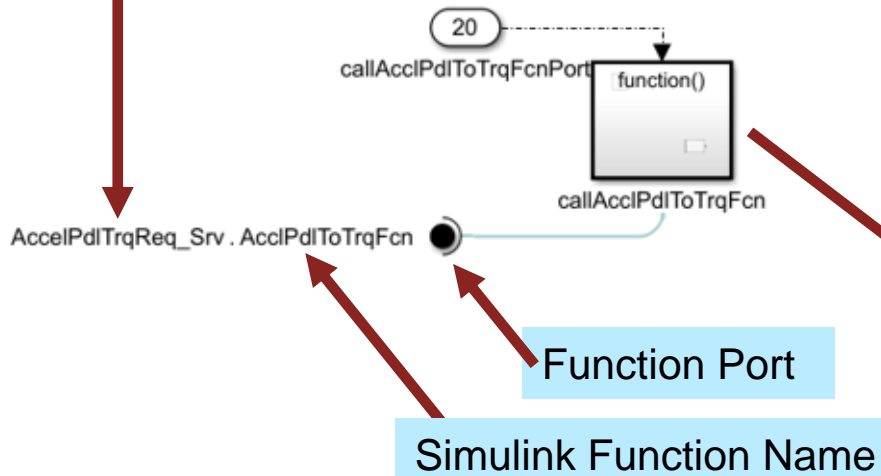 20
callAcclPdlToTrqFcnPort
function()
callAcclPdlToTrqFcn
AccelPdlTrqReq_Srv . AcclPdlToTrqFcn
Function Port
Simulink Function Name